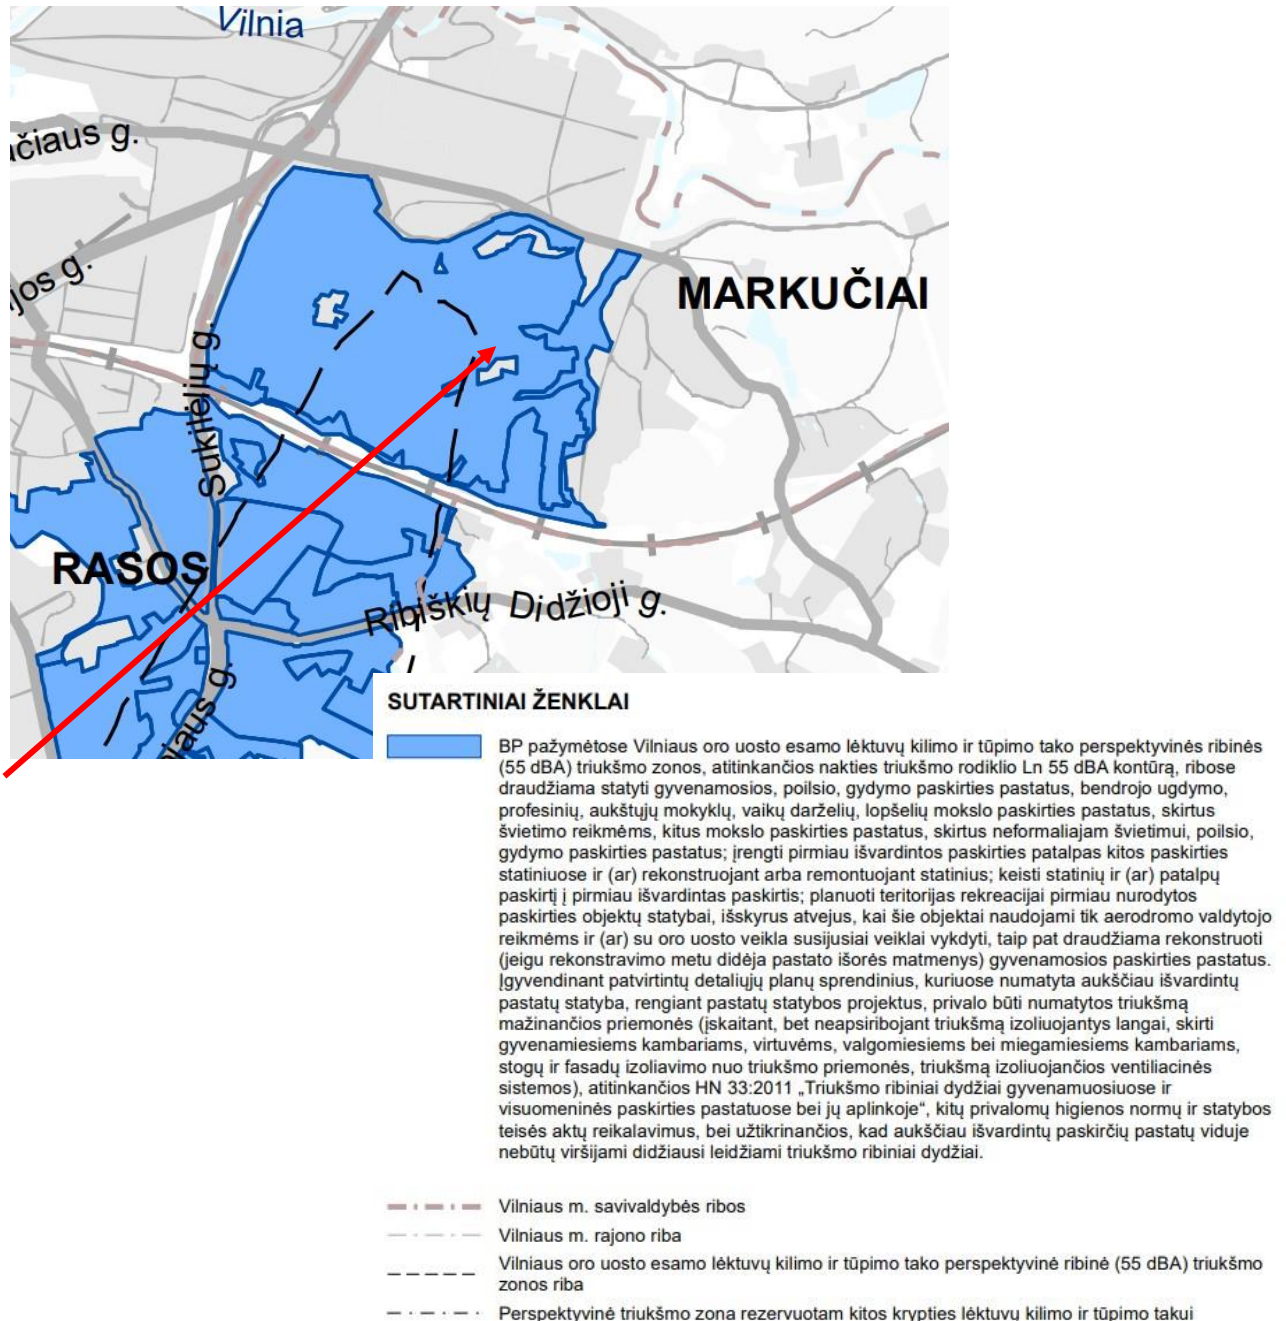 Vilnia
čiaus g.
jos g.
MARKUČIAI
Sukilėlių g.
RASOS
Ribiškių Didžioji g.
iaus g.
SUTARTINIAI ŽENKLAI
BP pažymėtose Vilniaus oro uosto esamo lėktuvų kilimo ir tūpimo tako perspektyvinės ribinės
(55 dBA) triukšmo zonos, atitinkančios nakties triukšmo rodiklio Ln 55 dBA kontūrą, ribose
draudžiama statyti gyvenamosios, poilsio, gydymo paskirties pastatus, bendrojo ugdymo,
profesinių, aukštųjų mokyklų, vaikų darželių, lopšelių mokslo paskirties pastatus, skirtus
švietimo reikmėms, kitus mokslo paskirties pastatus, skirtus neformaliajam švietimui, poilsio,
gydymo paskirties pastatus; įrengti pirmiau išvardintos paskirties patalpas kitos paskirties
statiniuose ir (ar) rekonstruojant arba remontuojant statinius; keisti statinių ir (ar) patalpų
paskirtį į pirmiau išvardintas paskirtis; planuoti teritorijas rekreacijai pirmiau nurodytos
paskirties objektų statybai, išskyrus atvejus, kai šie objektai naudojami tik aerodromo valdytojo
reikmėms ir (ar) su oro uosto veikla susijusiai veiklai vykdyti, taip pat draudžiama rekonstruoti
(jeigu rekonstravimo metu didėja pastato išorės matmenys) gyvenamosios paskirties pastatus.
Įgyvendinant patvirtintų detaliųjų planų sprendinius, kuriuose numatyta aukščiau išvardintų
pastatų statyba, rengiant pastatų statybos projektus, privalo būti numatytos triukšmą
mažinančios priemonės (įskaitant, bet neapsiribojant triukšmą izoliuojantys langai, skirti
gyvenamiesiems kambariams, virtuvėms, valgomiesiems bei miegamiesiems kambariams,
stogų ir fasadų izoliavimo nuo triukšmo priemonės, triukšmą izoliuojančios ventiliacinės
sistemos), atitinkančios HN 33:2011 „Triukšmo ribiniai dydžiai gyvenamuosiuose ir
visuomeninės paskirties pastatuose bei jų aplinkoje“, kitų privalomų higienos normų ir statybos
teisės aktų reikalavimus, bei užtikrinančios, kad aukščiau išvardintų paskirčių pastatų viduje
nebūtų viršijami didžiausi leidžiami triukšmo ribiniai dydžiai.
Vilniaus m. savivaldybės ribos
Vilniaus m. rajono riba
Vilniaus oro uosto esamo lėktuvų kilimo ir tūpimo tako perspektyvinė ribinė (55 dBA) triukšmo
zonos riba
Perspektyvinė triukšmo zona rezervuotam kitos krypties lėktuvų kilimo ir tūpimo takui